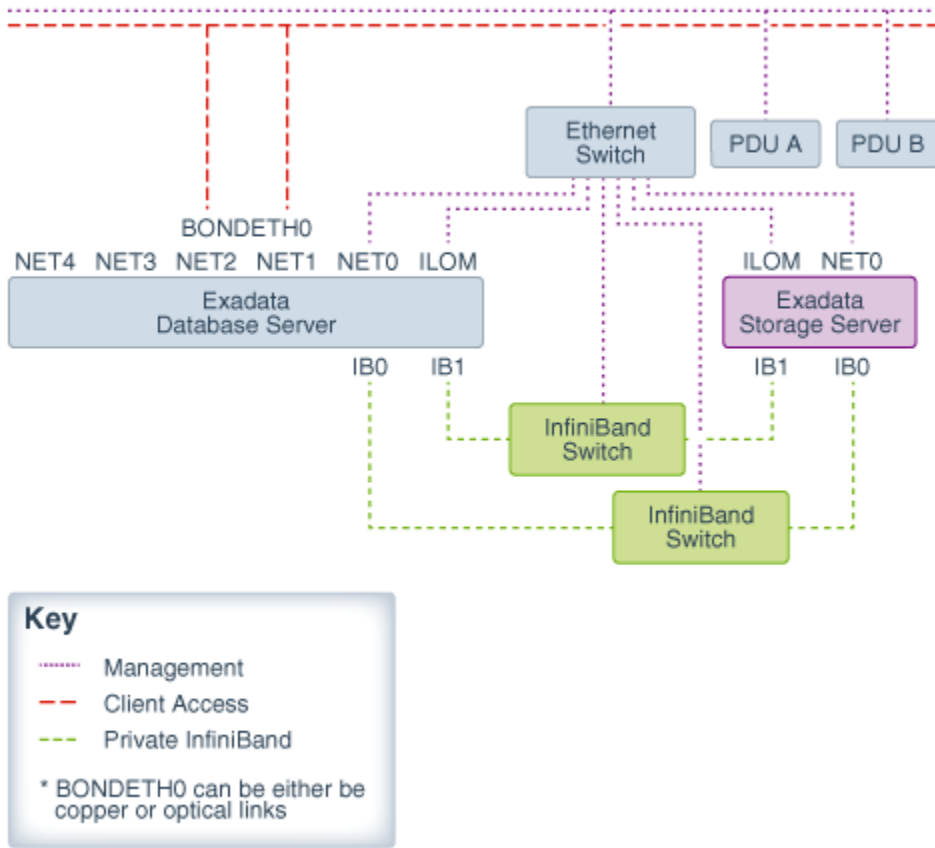 Ethernet
Switch
PDU A
PDU B
BONDETH0
NET4 NET3 NET2 NET1 NET0 ILOM
ILOM NET0
Exadata
Database Server
Exadata
Storage Server
IB0 IB1
IB1 IB0
InfiniBand
Switch
InfiniBand
Switch
Key
Management
Client Access
Private InfiniBand
* BONDETH0 can be either be
copper or optical links